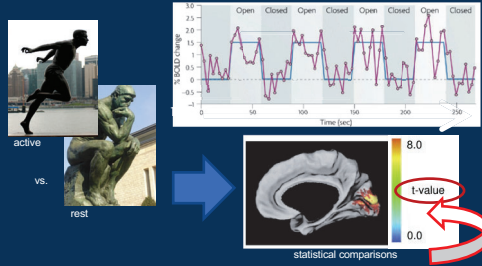 3.0
2.5
2.0
1.5
1.0
0.5
0
−0.5
−1
% BOLD change
Open Closed Open Closed Open Closed Open Closed
0 50 100 150 200 250
Time (sec)
active
vs.
rest
8.0
t-value
0.0
statistical comparisons